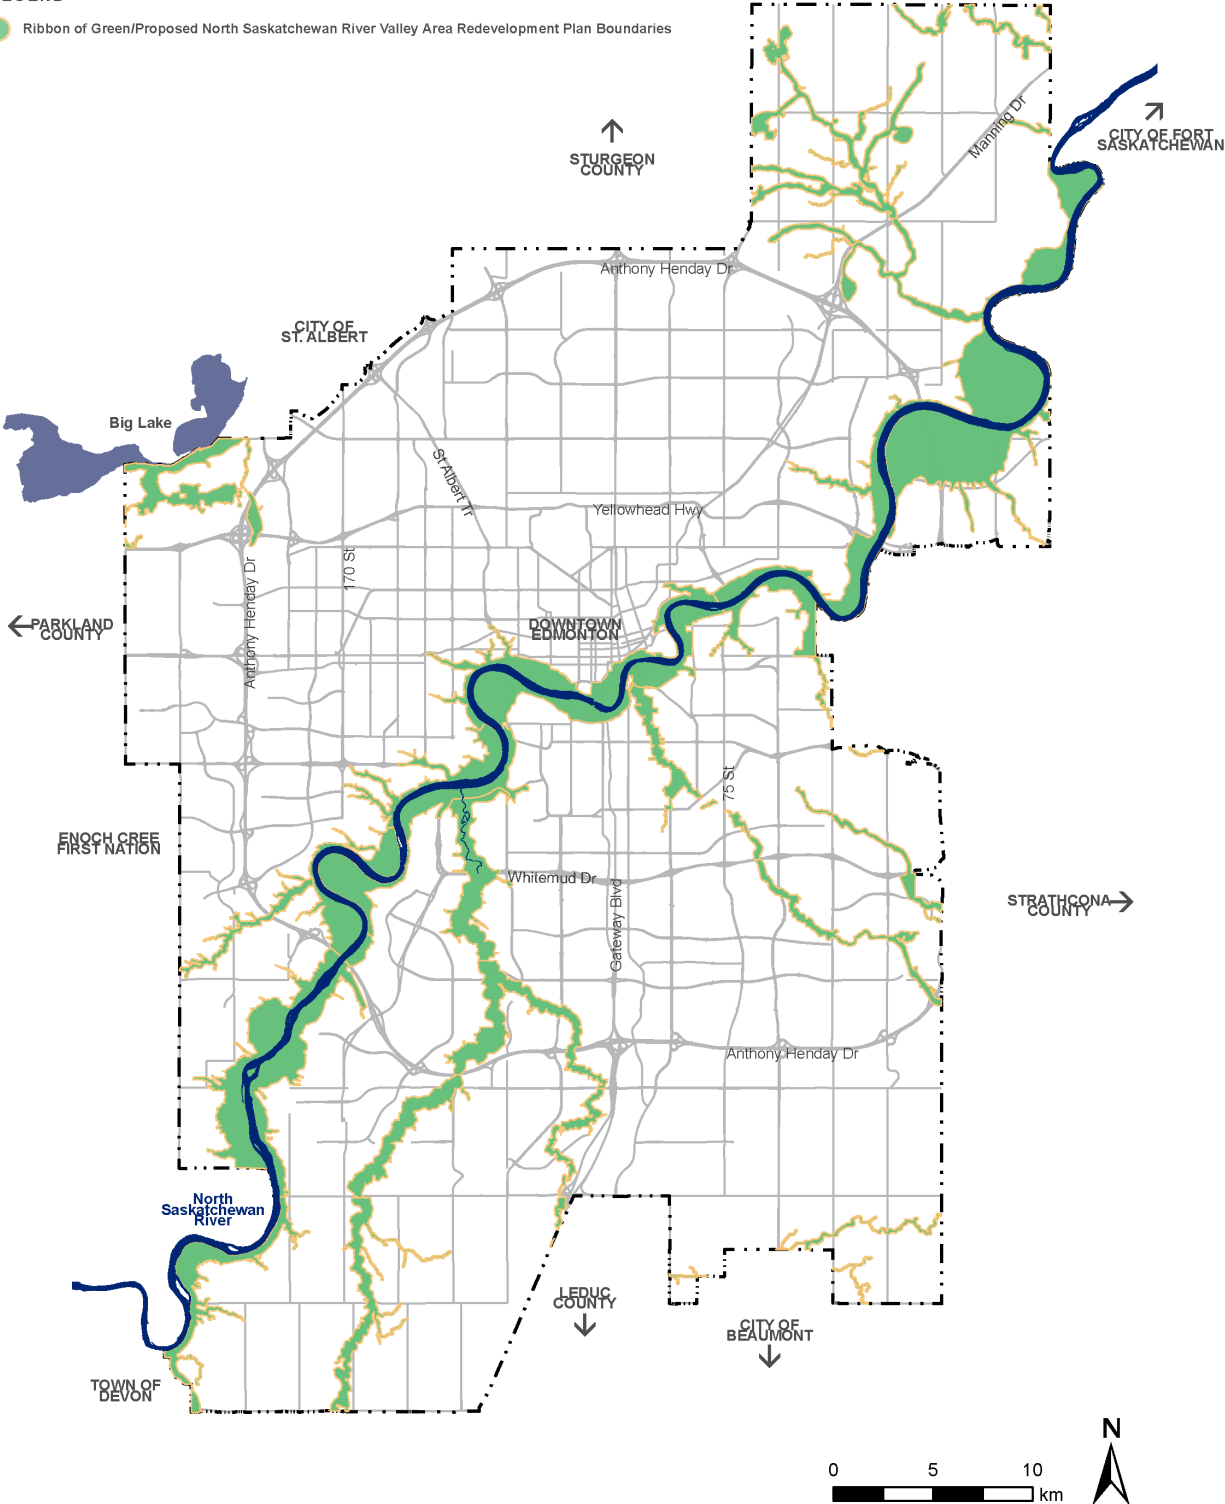 Ribbon of Green/Proposed North Saskatchewan River Valley Area Redevelopment Plan Boundaries
Manning Dr
CITY OF FORT
SASKATCHEWAN
STURGEON
COUNTY
Anthony Henday Dr
CITY OF
ST. ALBERT
Big Lake
St Albert Tr
Yellowhead Hwy
170 St
Anthony Henday Dr
PARKLAND
COUNTY
DOWNTOWN
EDMONTON
75 St
ENOCH CREE
FIRST NATION
Whitemud Dr
Gateway Blvd
STRATHCONA
COUNTY
Anthony Henday Dr
North
Saskatchewan
River
LEDUC
COUNTY
CITY OF
BEAUMONT
TOWN OF
DEVON
N
0 5 10
km